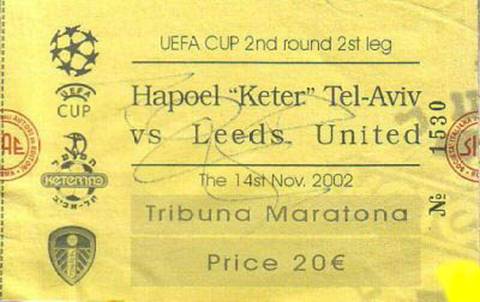 UEFA CUP 2nd round 2st leg
UEFA
CUP
Hapoel “Keter” Tel-Aviv
vs Leeds United
The 14st Nov. 2002
Tribuna Maratona
Price 20€
№ 1530